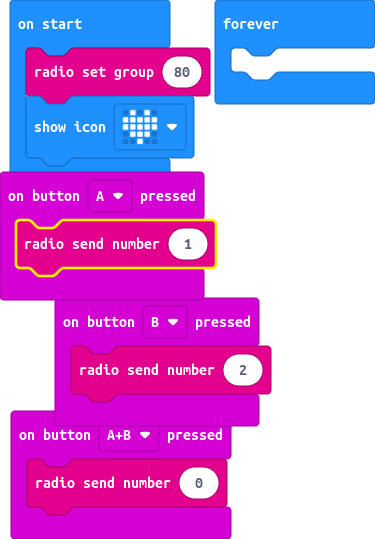 on start
forever
radio set group 80
show icon
on button A pressed
radio send number 1
on button B pressed
radio send number 2
on button A+B pressed
radio send number 0